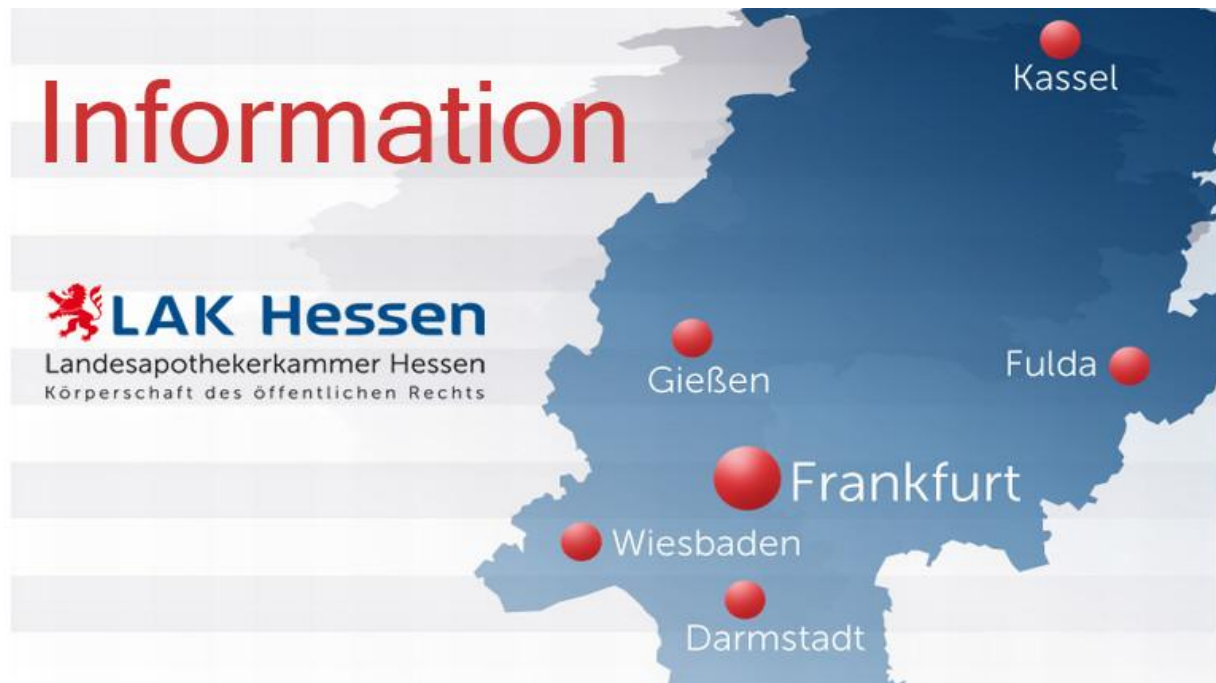 Information
LAK Hessen
Landesapothekerkammer Hessen
Körperschaft des öffentlichen Rechts
Kassel
Gießen
Fulda
Frankfurt
Wiesbaden
Darmstadt